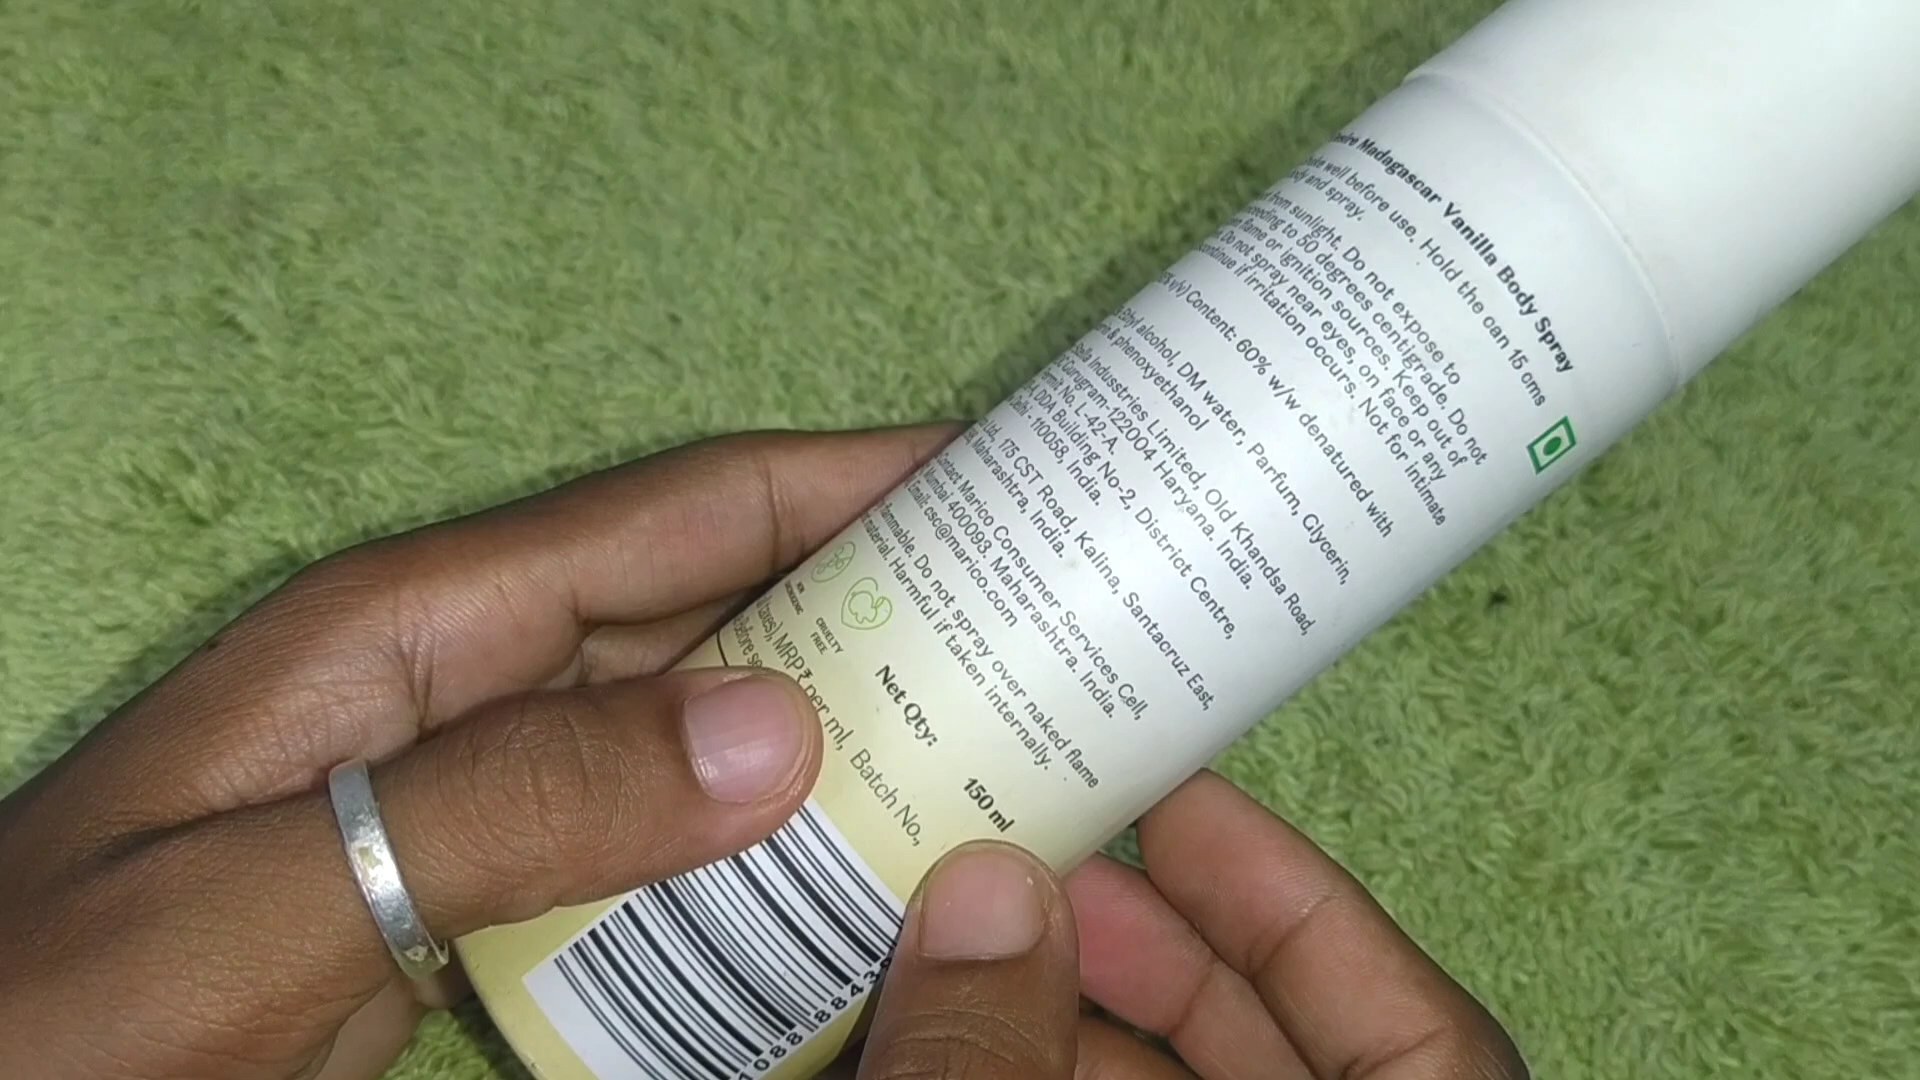 Madagascar Vanilla Body Spray
well before use. Hold the can 15 cms
body and spray.
from sunlight. Do not expose to
exceeding to 50 degrees centigrade. Do not
flame or ignition sources. Keep out of
Do not spray near eyes, on face or any
if irritation occurs. Not for intimate
v/v) Content: 60% w/w denatured with
Ethyl alcohol, DM water, Parfum, Glycerin,
& phenoxyethanol
Industries Limited, Old Khandsa Road,
Gurugram-122004 Haryana. India.
No. L-42-A.
DDA Building No-2, District Centre,
Delhi - 110058, India.
Ltd, 175 CST Road, Kalina, Santacruz East,
Maharashtra, India.
Contact Marico Consumer Services Cell,
Mumbai 400093. Maharashtra. India.
Email: csc@marico.com
flammable. Do not spray over naked flame
material. Harmful if taken internally.
CRUELTY
FREE
Net Qty: 150 ml
taxes), MRP ₹ per ml, Batch No.,
1088 8843